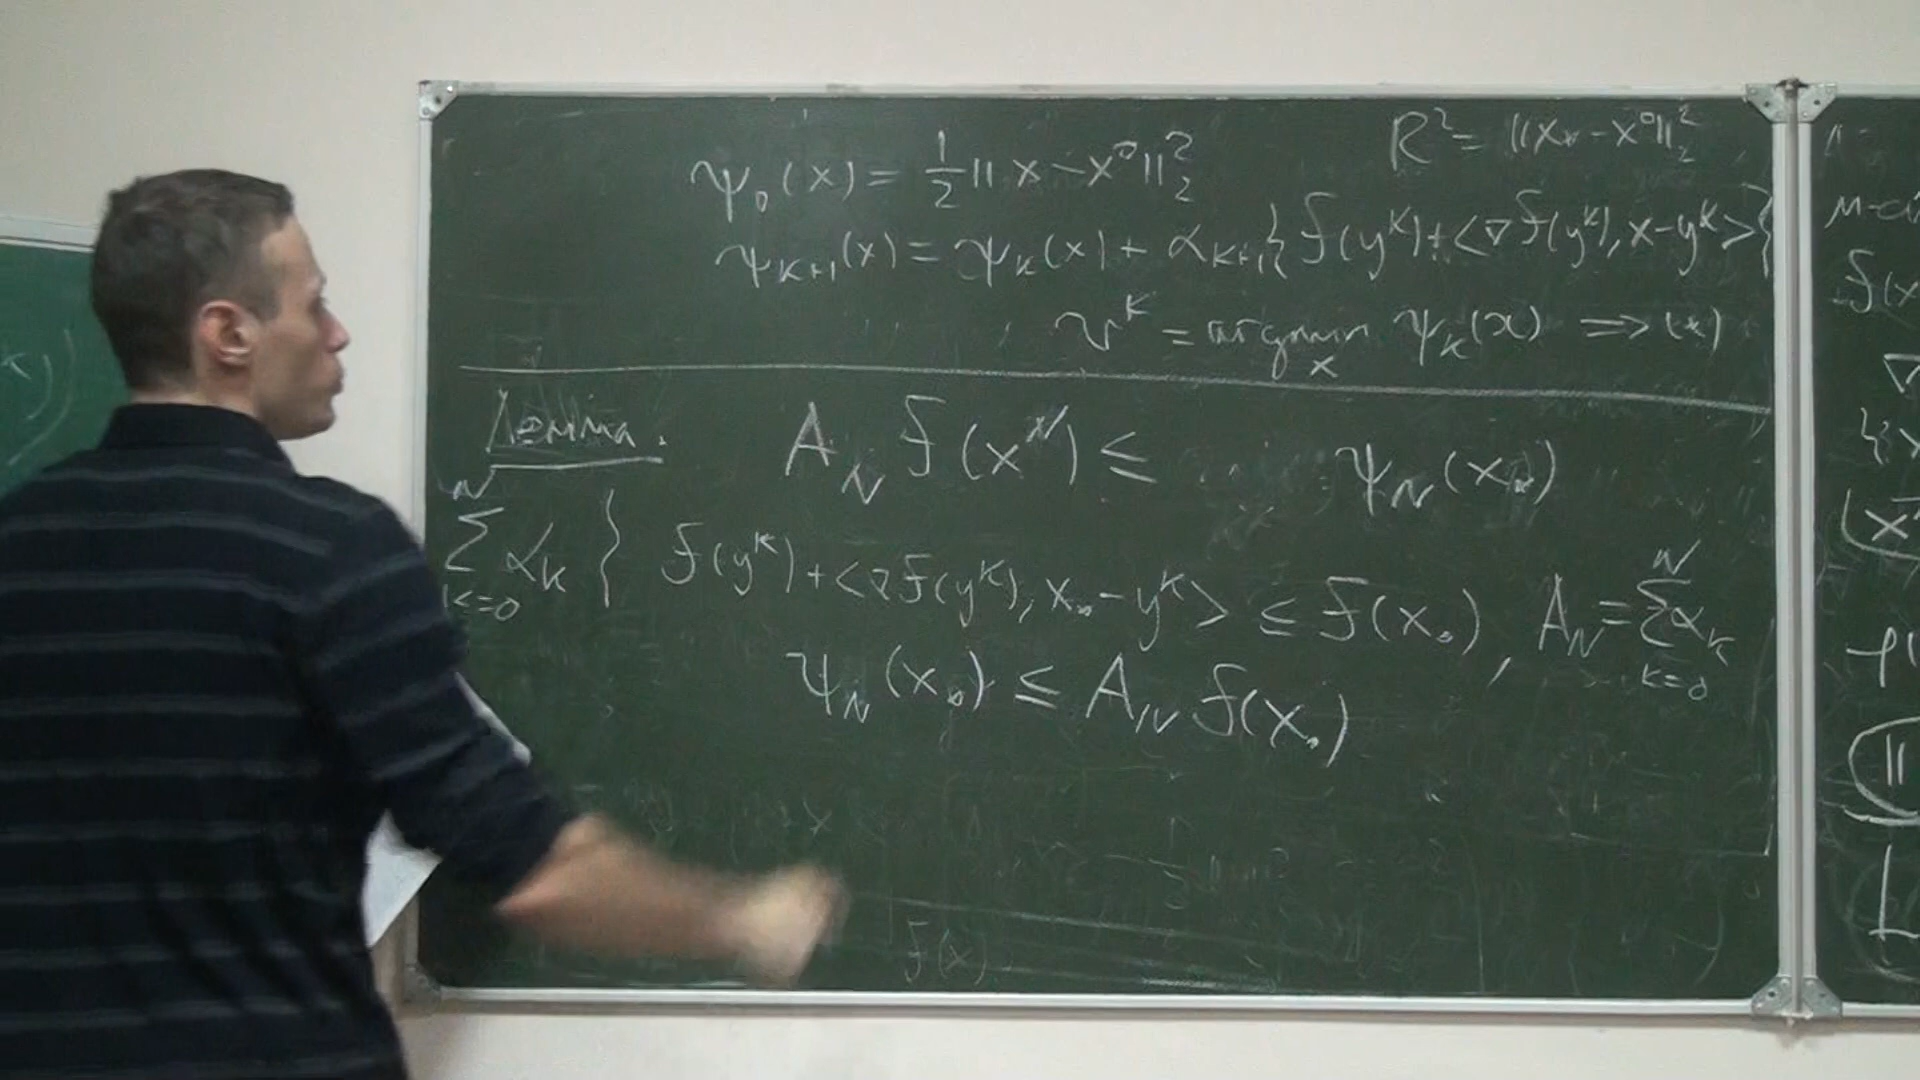 R² = ||x* - x⁰||₂²
ψ₀(x) = 1/2 ||x - x⁰||₂²
ψₖ₊₁(x) = ψₖ(x) + αₖ₊₁{f(yᵏ) + <∇f(yᵏ), x - yᵏ>}
vᵏ = argmin_x ψₖ(x) ⇒ (*)
Лемма. A_N f(x^N) ≤ ψ_N(x*)
∑_{k=0}^{N} αₖ { f(yᵏ) + <∇f(yᵏ), x* - yᵏ> ≤ f(x*), A_N = ∑_{k=0}^{N} αₖ
ψ_N(x*) ≤ A_N f(x*)
f(x)